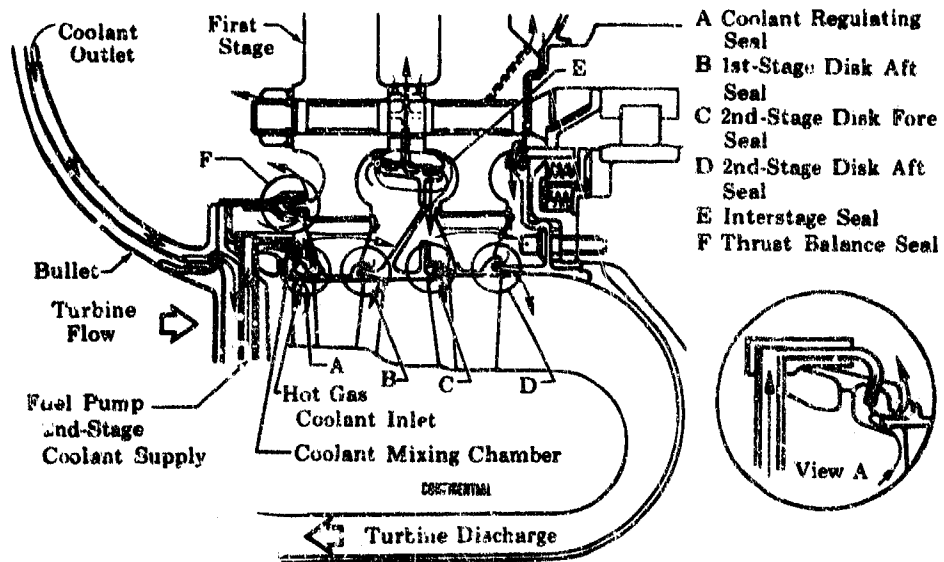 Coolant
Outlet
First
Stage
E
F
Bullet
Turbine
Flow
A
B
C
D
Hot Gas
Coolant Inlet
Fuel Pump
2nd-Stage
Coolant Supply
Coolant Mixing Chamber
CONFIDENTIAL
Turbine Discharge
A Coolant Regulating
Seal
B 1st-Stage Disk Aft
Seal
C 2nd-Stage Disk Fore
Seal
D 2nd-Stage Disk Aft
Seal
E Interstage Seal
F Thrust Balance Seal
View A